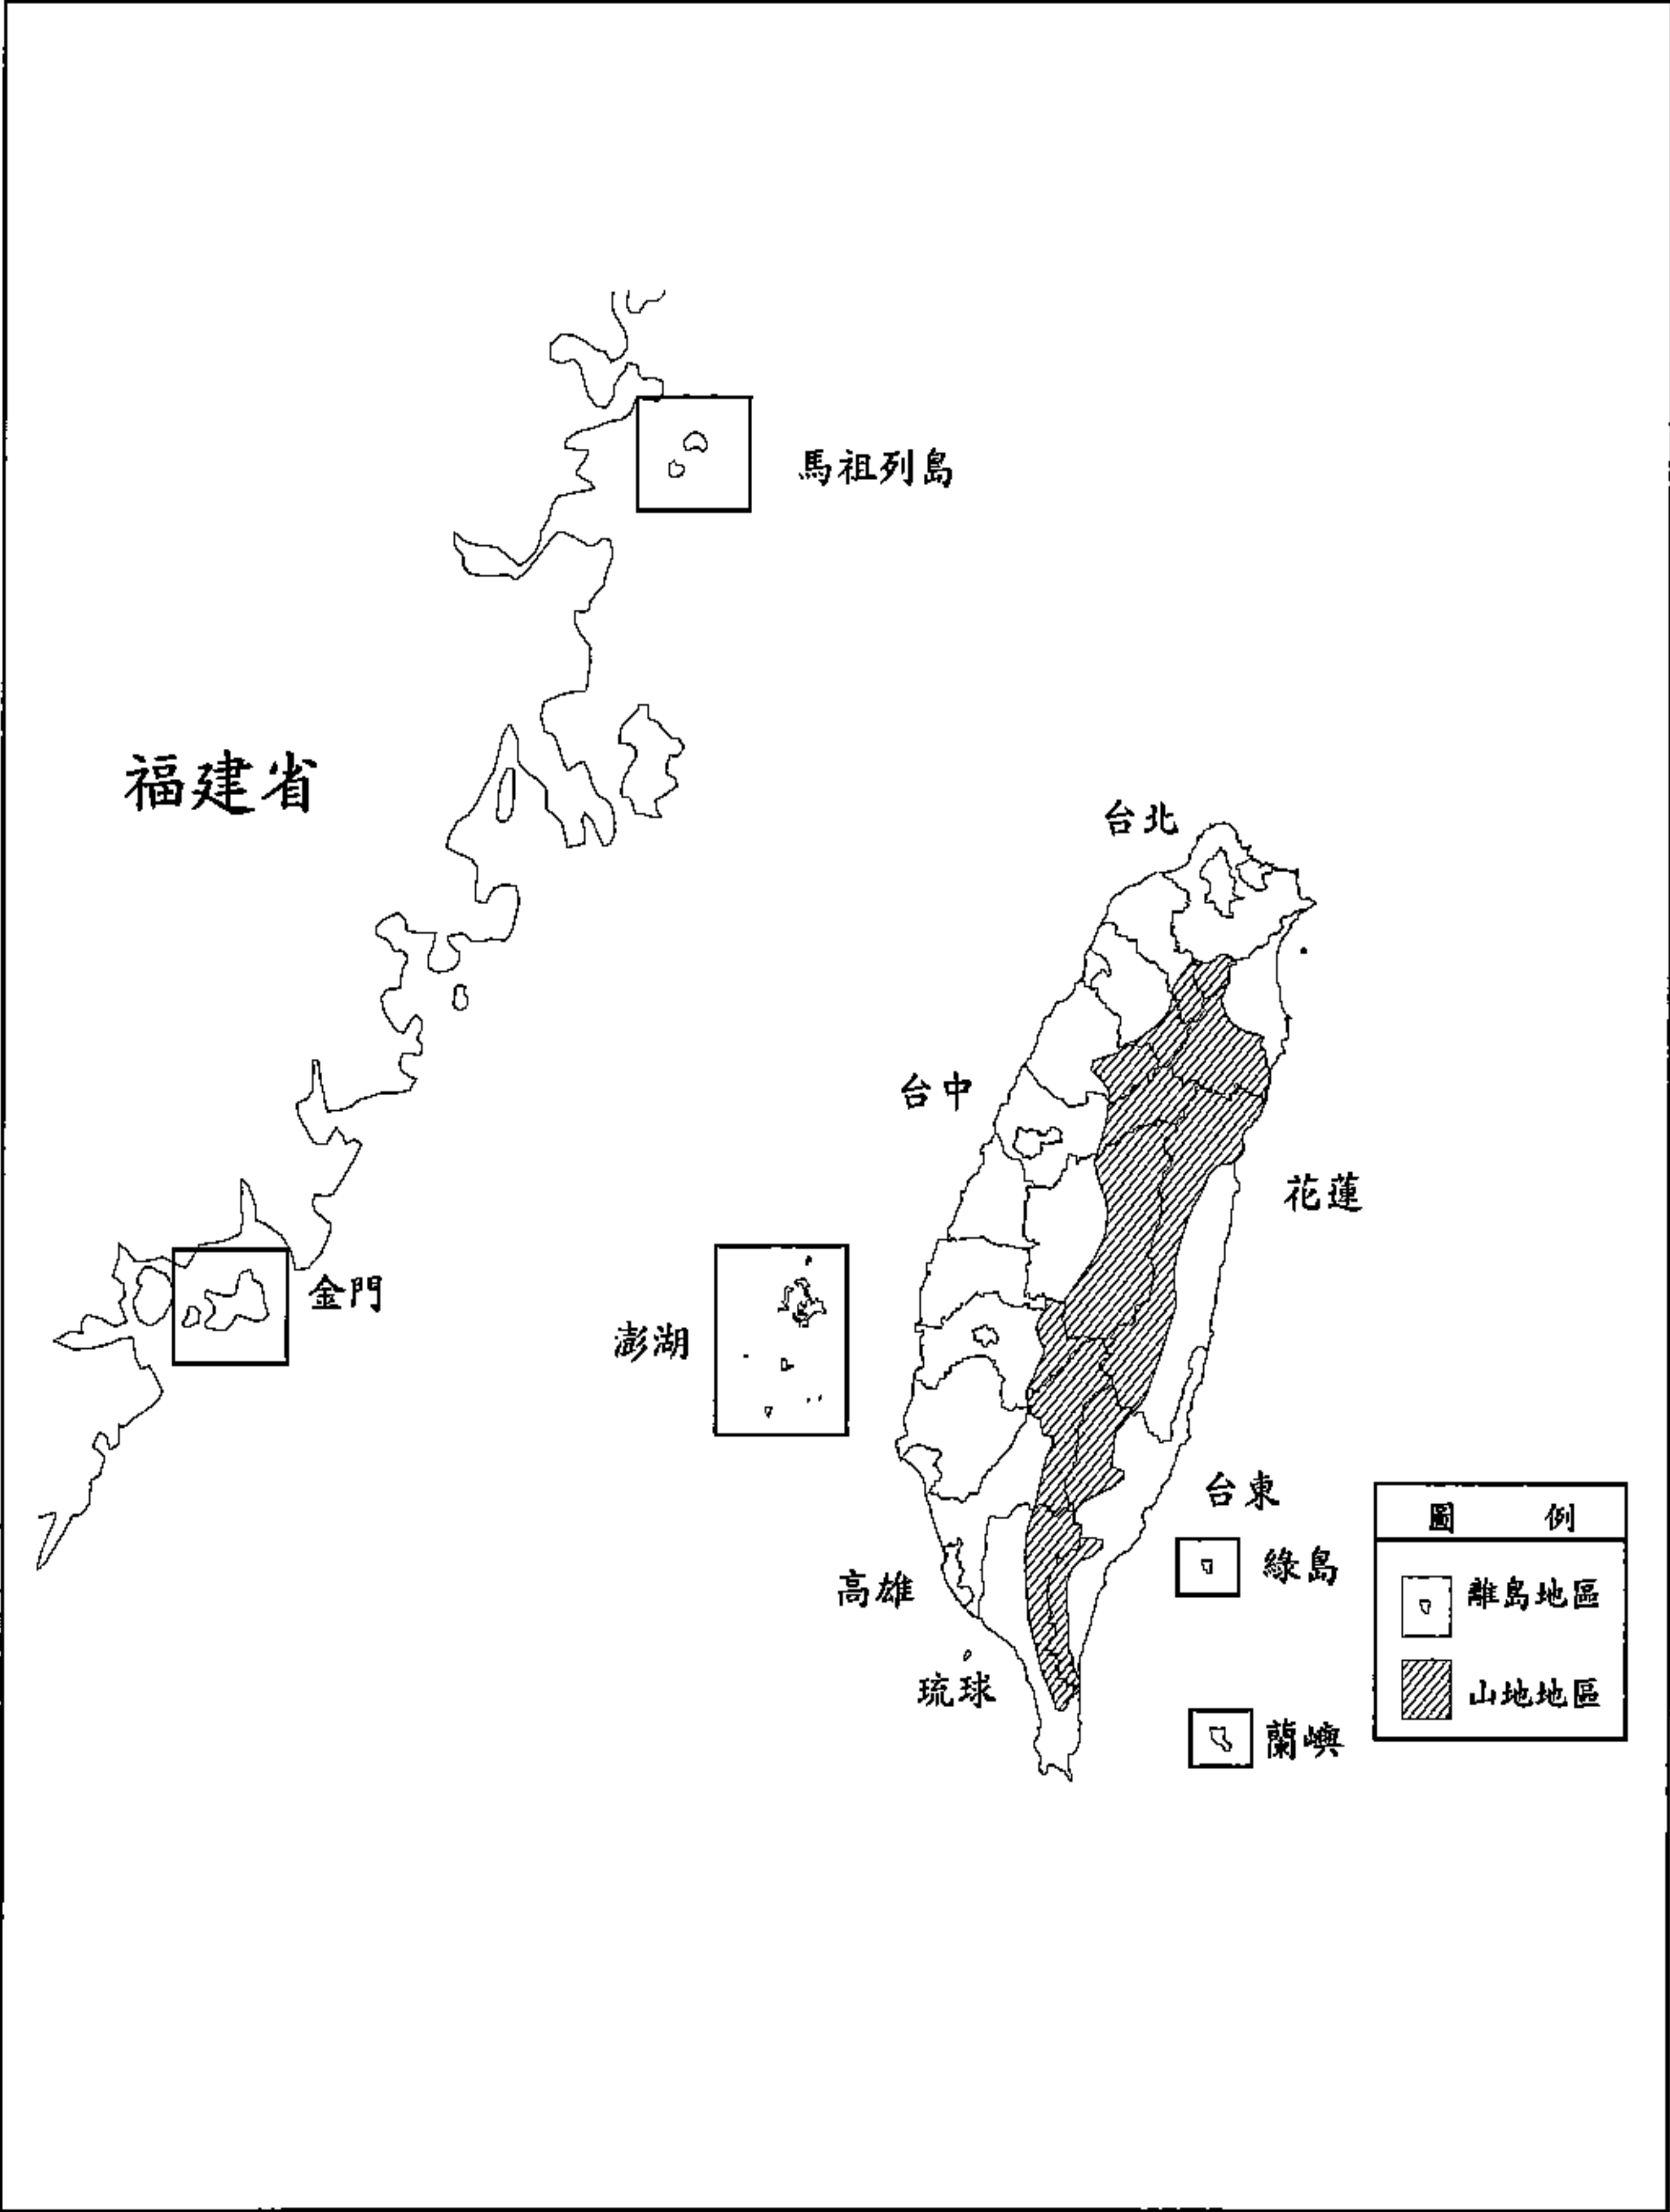 馬祖列島
福建省
台北
台中
花蓮
金門
澎湖
台東
綠島
高雄
琉球
蘭嶼
圖 例
離島地區
山地地區